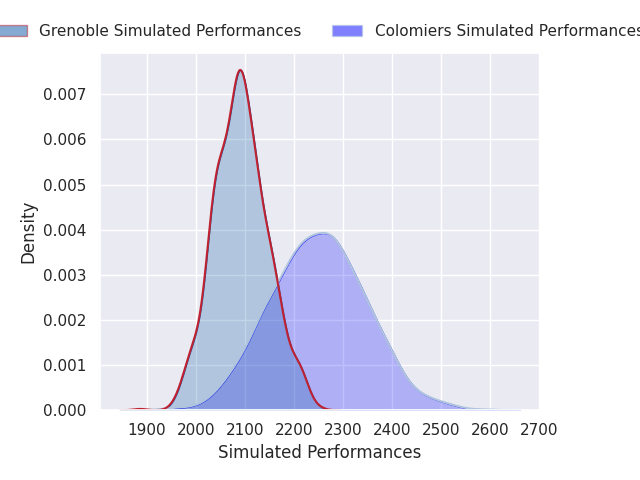 Grenoble Simulated Performances Colomiers Simulated Performances
0.007
0.006
0.005
0.004
0.003
0.002
0.001
0.000
Density
1900 2000 2100 2200 2300 2400 2500 2600 2700
Simulated Performances